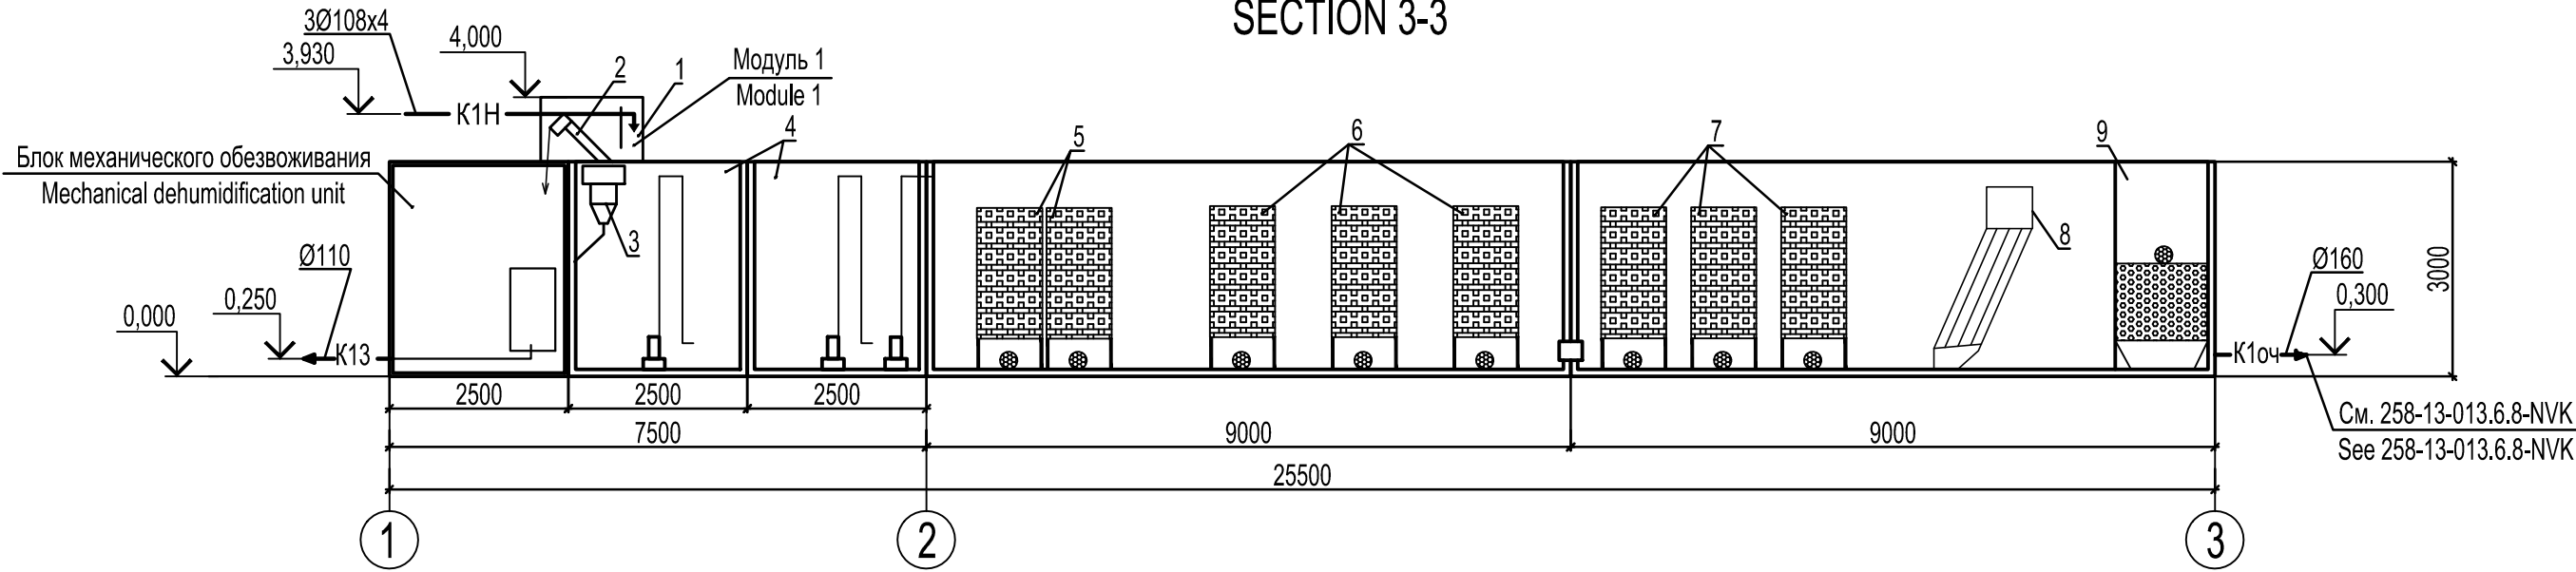 SECTION 3-3
3Ø108x4
3,930
4,000
К1Н
2
1
Модуль 1
Module 1
Блок механического обезвоживания
Mechanical dehumidification unit
4
5
6
7
9
3
8
Ø110
0,250
0,000
К13
Ø160
0,300
К1оч
3000
2500
2500
2500
7500
9000
9000
25500
См. 258-13-013.6.8-NVK
See 258-13-013.6.8-NVK
1
2
3